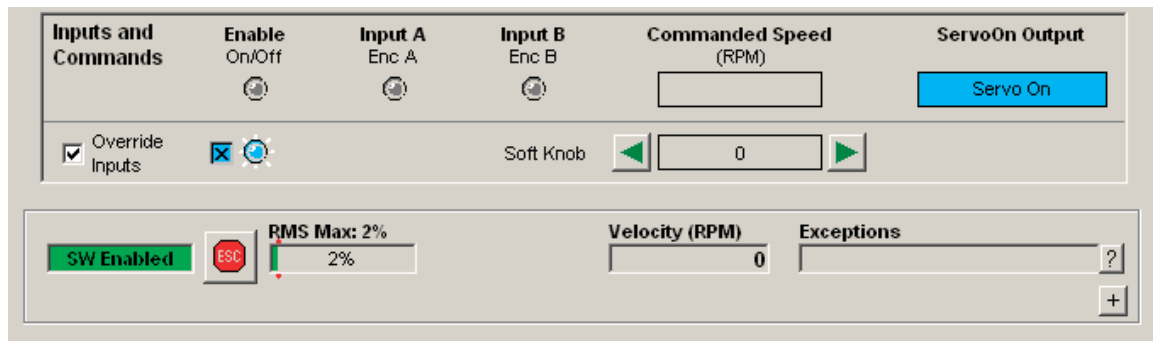 Inputs and Commands
Enable
On/Off
Input A
Enc A
Input B
Enc B
Commanded Speed
(RPM)
ServoOn Output
Servo On
Override Inputs
Soft Knob
0
SW Enabled
ESC
RMS Max: 2%
2%
Velocity (RPM)
0
Exceptions
?
+